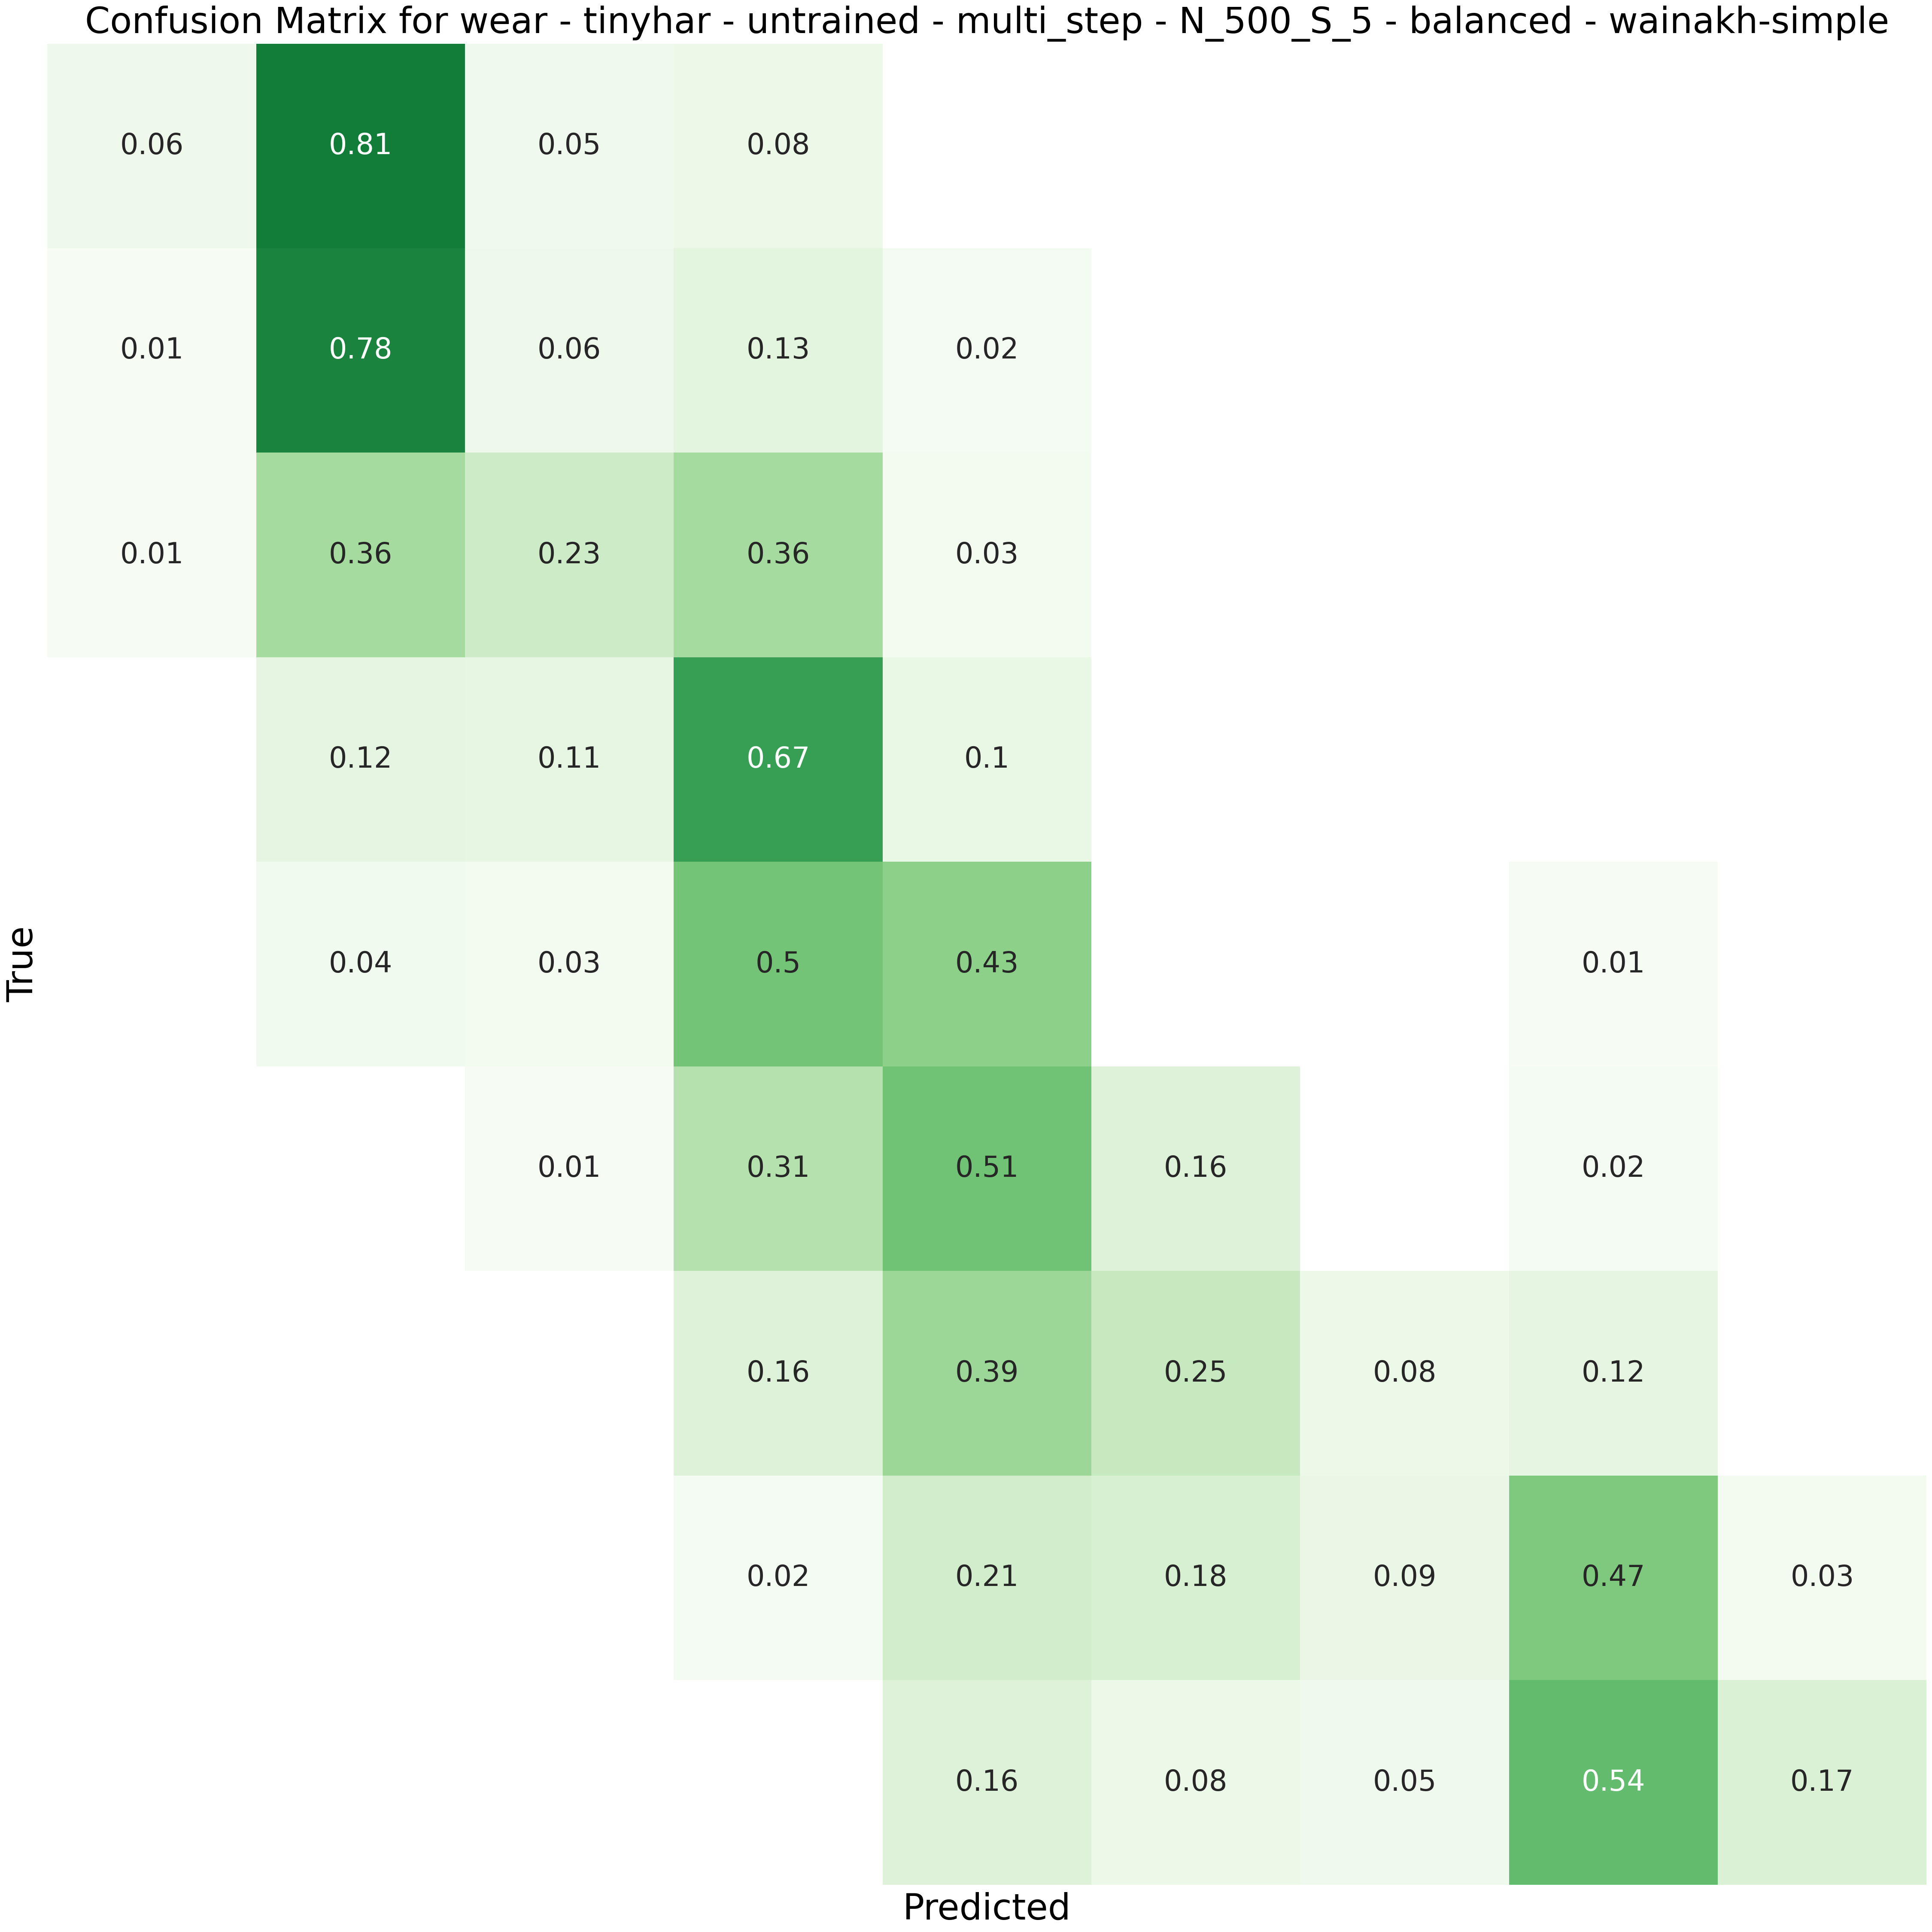 Confusion Matrix for wear - tinyhar - untrained - multi_step - N_500_S_5 - balanced - wainakh-simple
0.06 0.81 0.05 0.08
0.01 0.78 0.06 0.13 0.02
0.01 0.36 0.23 0.36 0.03
0.12 0.11 0.67 0.1
True
0.04 0.03 0.5 0.43 0.01
0.01 0.31 0.51 0.16 0.02
0.16 0.39 0.25 0.08 0.12
0.02 0.21 0.18 0.09 0.47 0.03
0.16 0.08 0.05 0.54 0.17
Predicted